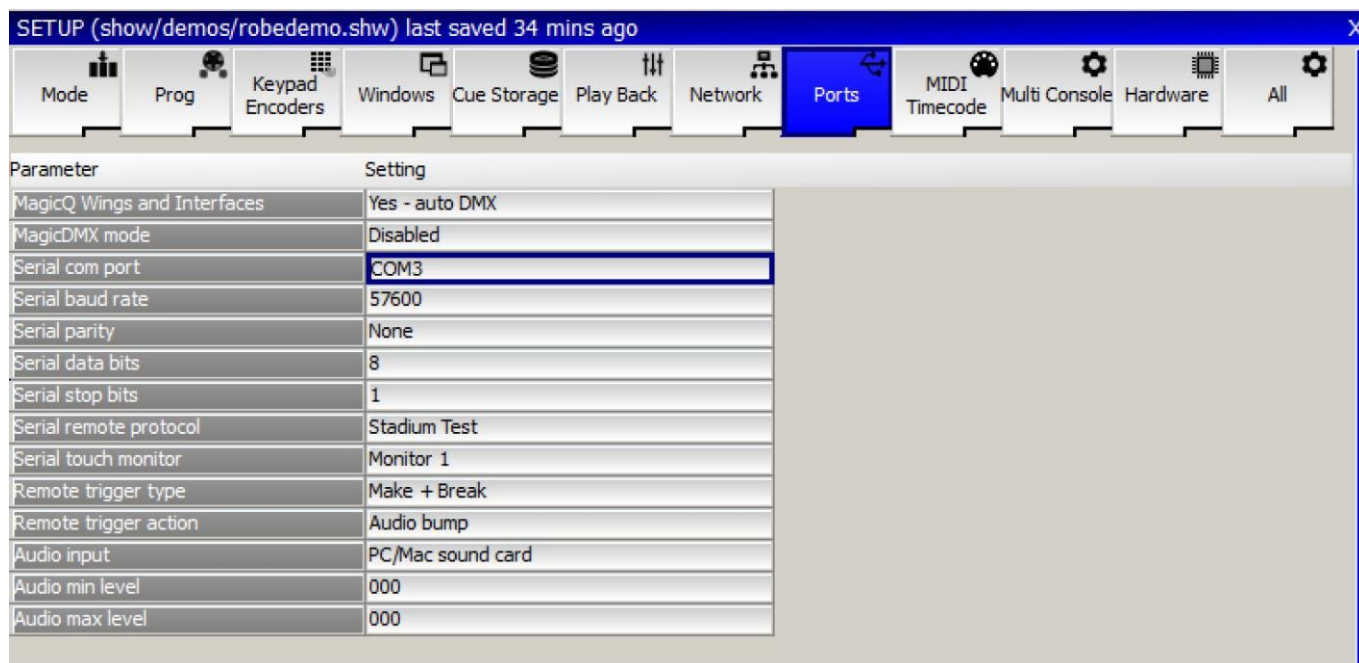 SETUP (show/demos/robedemo.shw) last saved 34 mins ago X
Mode Prog Keypad Encoders Windows Cue Storage Play Back Network Ports MIDI Timecode Multi Console Hardware All
Parameter Setting
MagicQ Wings and Interfaces Yes - auto DMX
MagicDMX mode Disabled
Serial com port COM3
Serial baud rate 57600
Serial parity None
Serial data bits 8
Serial stop bits 1
Serial remote protocol Stadium Test
Serial touch monitor Monitor 1
Remote trigger type Make + Break
Remote trigger action Audio bump
Audio input PC/Mac sound card
Audio min level 000
Audio max level 000